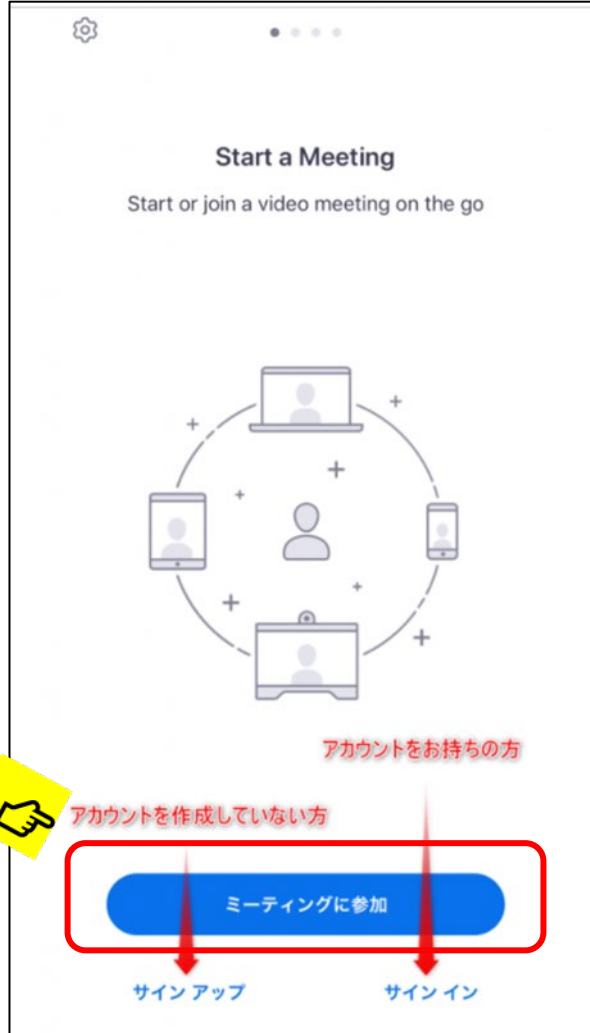 Start a Meeting
Start or join a video meeting on the go
アカウントをお持ちの方
アカウントを作成していない方
ミーティングに参加
サイン アップ
サイン イン